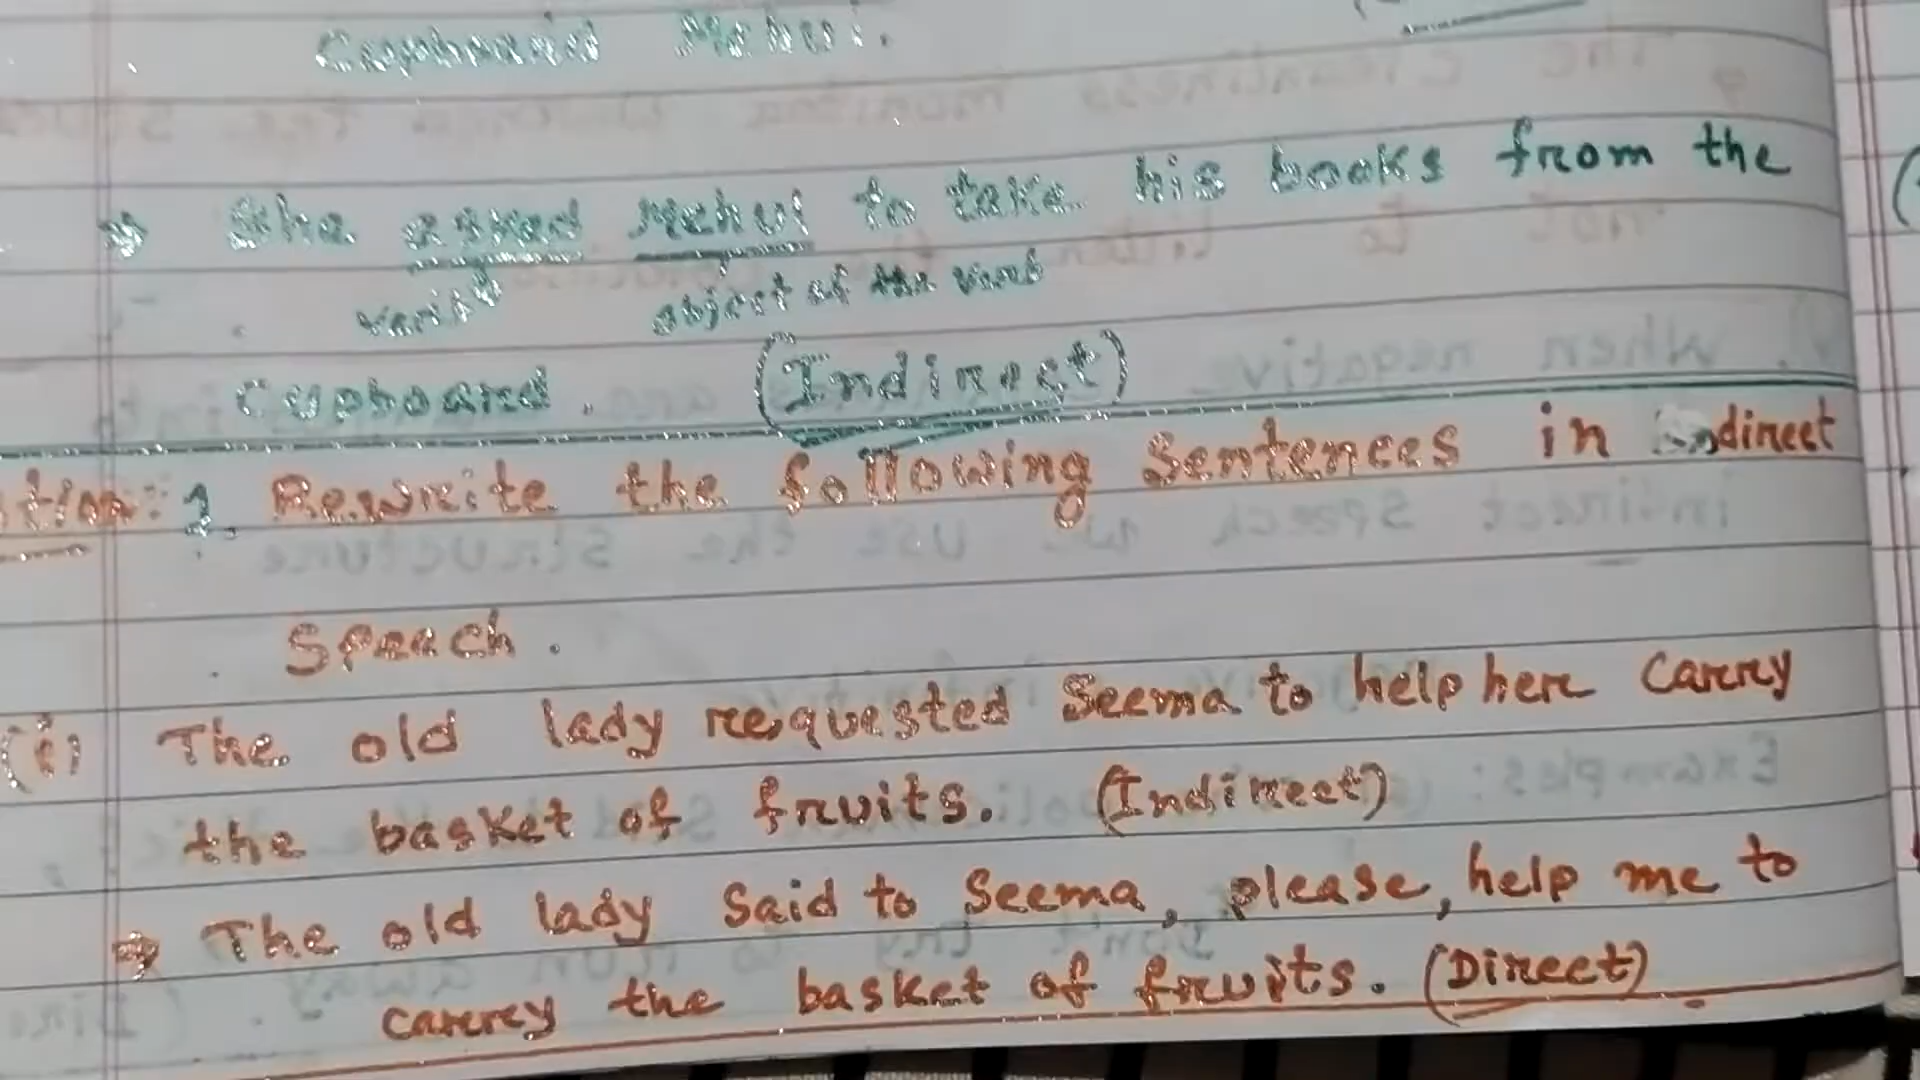 Cupboard Mehul.
⇒ She asked Mehul to take his books from the
verb object of the verb
Cupboard. (Indirect)
tion: 1. Rewrite the following Sentences in direct
Speech.
(i) The old lady requested Seema to help her carry
the basket of fruits. (Indirect)
⇒ The old lady Said to Seema, please, help me to
carry the basket of fruits. (Direct)